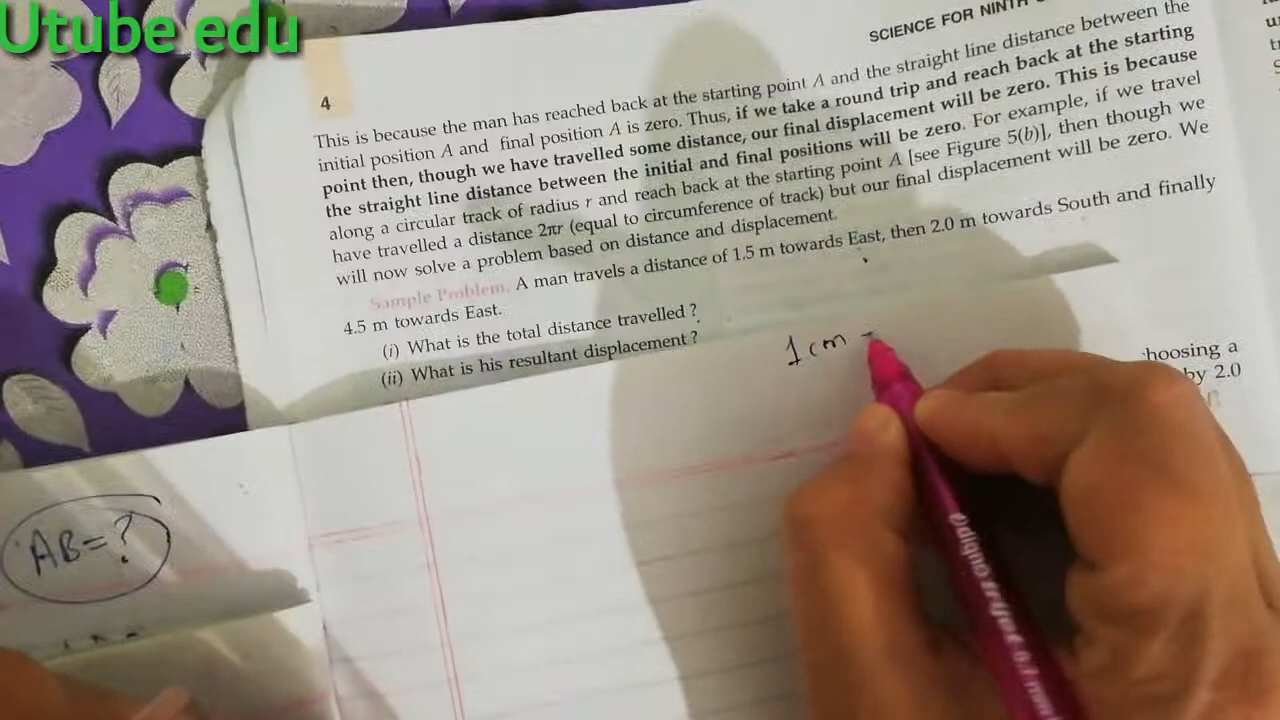 Utube edu
SCIENCE FOR NINTH
4
This is because the man has reached back at the starting point A and the straight line distance between the
initial position A and final position A is zero. Thus, if we take a round trip and reach back at the starting
point then, though we have travelled some distance, our final displacement will be zero. This is because
the straight line distance between the initial and final positions will be zero. For example, if we travel
along a circular track of radius r and reach back at the starting point A [see Figure 5(b)], then though we
have travelled a distance 2πr (equal to circumference of track) but our final displacement will be zero. We
will now solve a problem based on distance and displacement.
Sample Problem. A man travels a distance of 1.5 m towards East, then 2.0 m towards South and finally
4.5 m towards East.
(i) What is the total distance travelled ?
(ii) What is his resultant displacement ?
1 cm -
hoosing a
by 2.0
AB = ?